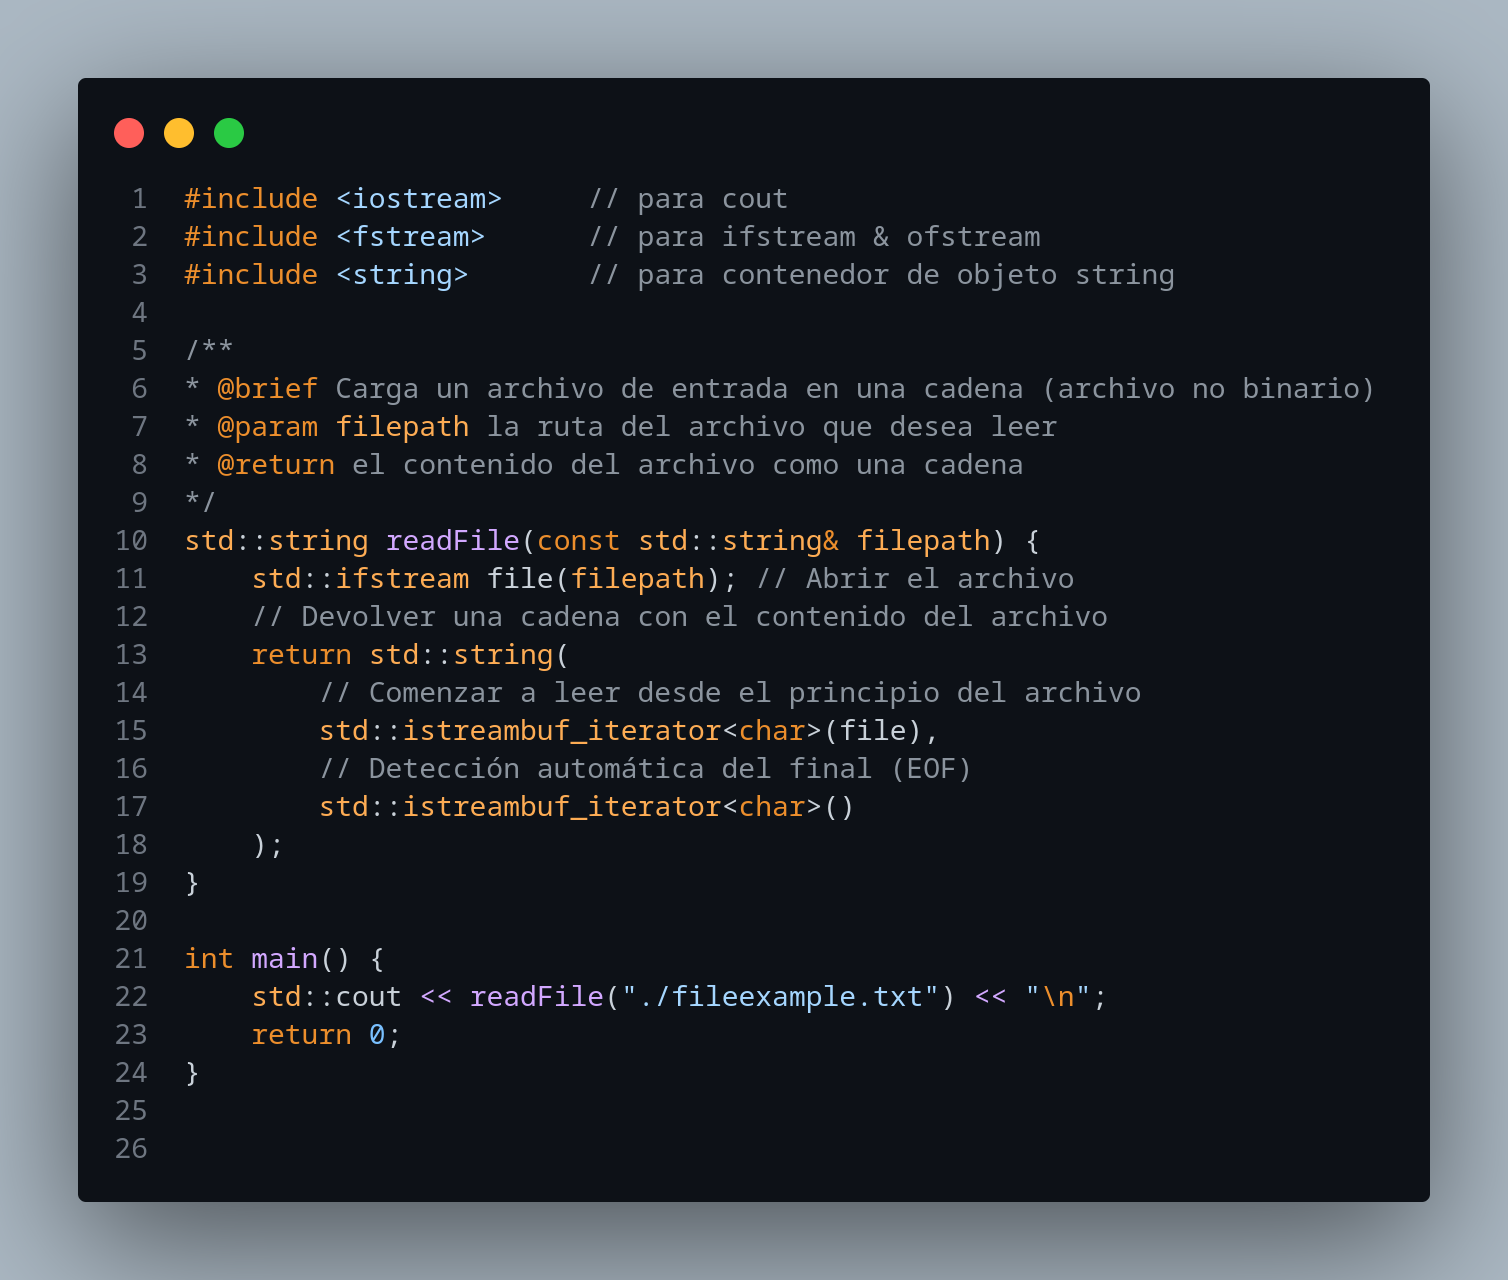 1 #include <iostream>     // para cout
2 #include <fstream>      // para ifstream & ofstream
3 #include <string>       // para contenedor de objeto string
4
5 /**
6 * @brief Carga un archivo de entrada en una cadena (archivo no binario)
7 * @param filepath la ruta del archivo que desea leer
8 * @return el contenido del archivo como una cadena
9 */
10 std::string readFile(const std::string& filepath) {
11     std::ifstream file(filepath); // Abrir el archivo
12     // Devolver una cadena con el contenido del archivo
13     return std::string(
14         // Comenzar a leer desde el principio del archivo
15         std::istreambuf_iterator<char>(file),
16         // Detección automática del final (EOF)
17         std::istreambuf_iterator<char>()
18     );
19 }
20
21 int main() {
22     std::cout << readFile("./fileexample.txt") << "\n";
23     return 0;
24 }
25
26